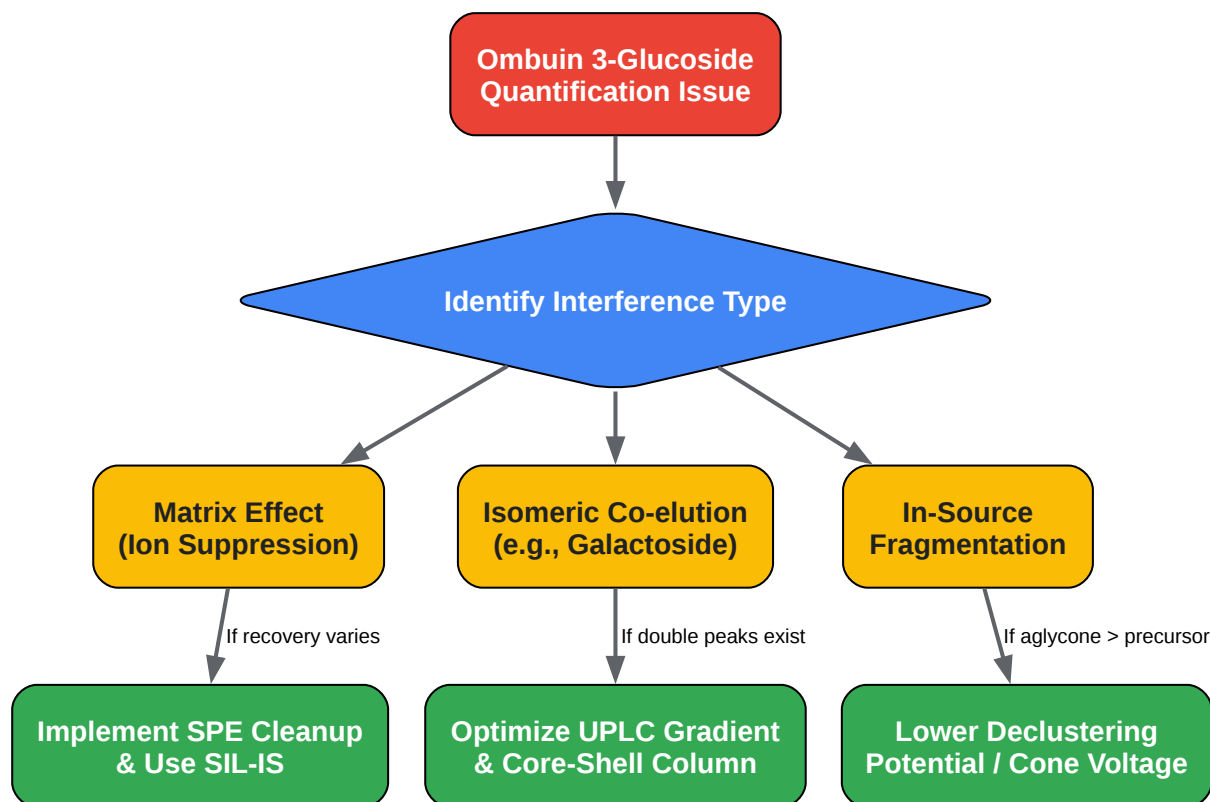 Ombuin 3-Glucoside
Quantification Issue
Identify Interference Type
Matrix Effect
(Ion Suppression)
Isomeric Co-elution
(e.g., Galactoside)
In-Source
Fragmentation
If recovery varies
If double peaks exist
If aglycone > precursor
Implement SPE Cleanup
& Use SIL-IS
Optimize UPLC Gradient
& Core-Shell Column
Lower Declustering
Potential / Cone Voltage